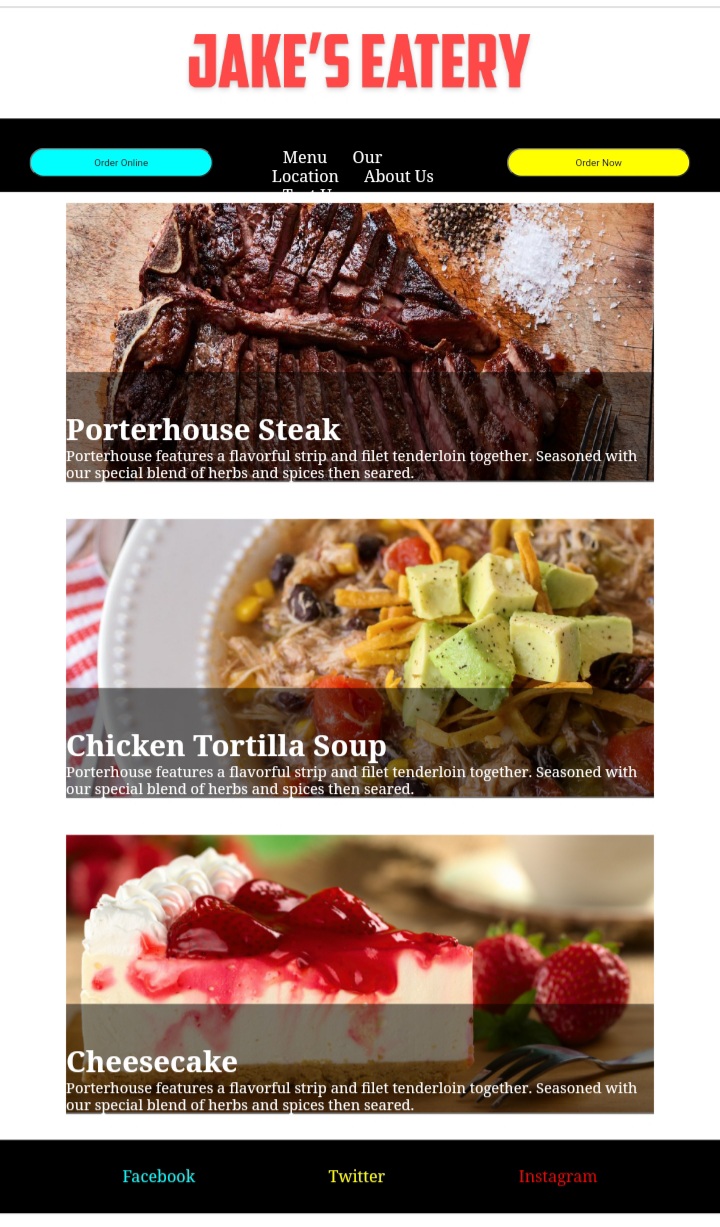 JAKE'S EATERY
Order Online
Menu Our
Location About Us
Order Now
Porterhouse Steak
Porterhouse features a flavorful strip and filet tenderloin together. Seasoned with
our special blend of herbs and spices then seared.
Chicken Tortilla Soup
Porterhouse features a flavorful strip and filet tenderloin together. Seasoned with
our special blend of herbs and spices then seared.
Cheesecake
Porterhouse features a flavorful strip and filet tenderloin together. Seasoned with
our special blend of herbs and spices then seared.
Facebook Twitter Instagram